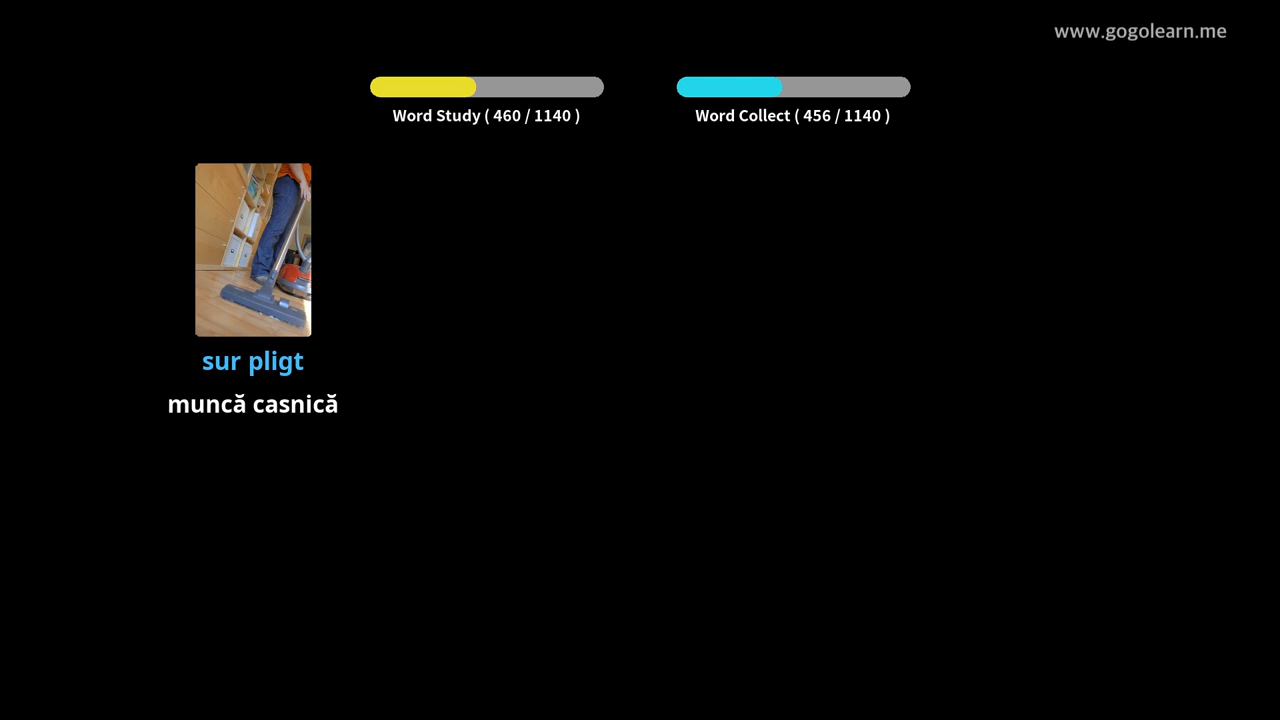 www.gogolearn.me
Word Study ( 460 / 1140 )
Word Collect ( 456 / 1140 )
sur pligt
muncă casnică